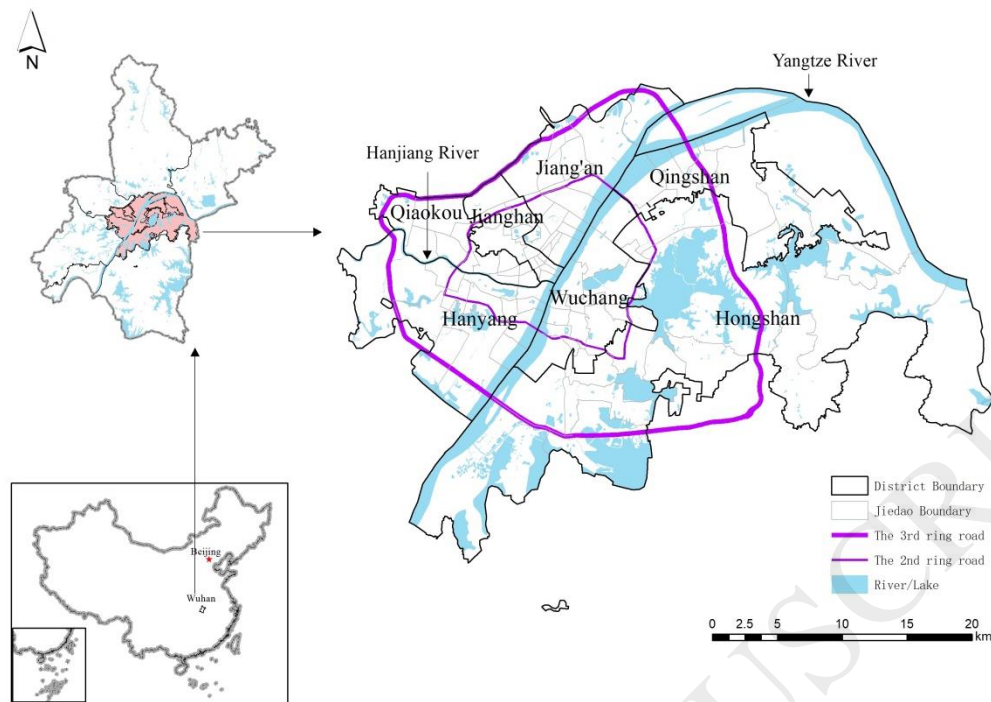 N
Yangtze River
Hanjiang River
Jiang'an
Qingshan
Qiaokou
Jianghan
Wuchang
Hanyang
Hongshan
District Boundary
Jiedao Boundary
The 3rd ring road
The 2nd ring road
River/Lake
Beijing
Wuhan
0 2.5 5 10 15 20
km
USCR